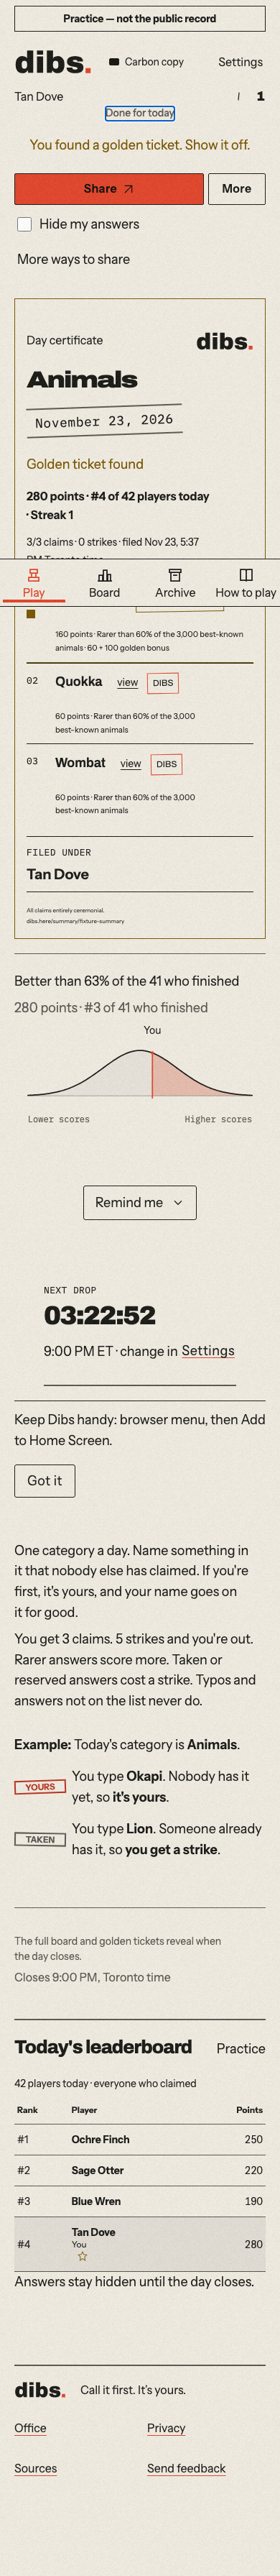 Practice — not the public record
dibs.
Carbon copy
Settings
Tan Dove
1
Done for today
You found a golden ticket. Show it off.
Share
More
Hide my answers
More ways to share
Day certificate
dibs.
Animals
November 23, 2026
Golden ticket found
280 points · #4 of 42 players today
· Streak 1
3/3 claims · 0 strikes · filed Nov 23, 5:37
PM Toronto time
Play
Board
Archive
How to play
160 points · Rarer than 60% of the 3,000 best-known
animals · 60 + 100 golden bonus
02 Quokka view DIBS
60 points · Rarer than 60% of the 3,000
best-known animals
03 Wombat view DIBS
60 points · Rarer than 60% of the 3,000
best-known animals
FILED UNDER
Tan Dove
All claims entirely ceremonial.
dibs.here/summary/fixture-summary
Better than 63% of the 41 who finished
280 points · #3 of 41 who finished
You
Lower scores
Higher scores
Remind me
NEXT DROP
03:22:52
9:00 PM ET · change in Settings
Keep Dibs handy: browser menu, then Add
to Home Screen.
Got it
One category a day. Name something in
it that nobody else has claimed. If you're
first, it's yours, and your name goes on
it for good.
You get 3 claims. 5 strikes and you're out.
Rarer answers score more. Taken or
reserved answers cost a strike. Typos and
answers not on the list never do.
Example: Today's category is Animals.
YOURS
You type Okapi. Nobody has it
yet, so it's yours.
TAKEN
You type Lion. Someone already
has it, so you get a strike.
The full board and golden tickets reveal when
the day closes.
Closes 9:00 PM, Toronto time
Today's leaderboard
Practice
42 players today · everyone who claimed
Rank Player Points
#1 Ochre Finch 250
#2 Sage Otter 220
#3 Blue Wren 190
#4 Tan Dove 280
You
Answers stay hidden until the day closes.
dibs.
Call it first. It's yours.
Office
Privacy
Sources
Send feedback